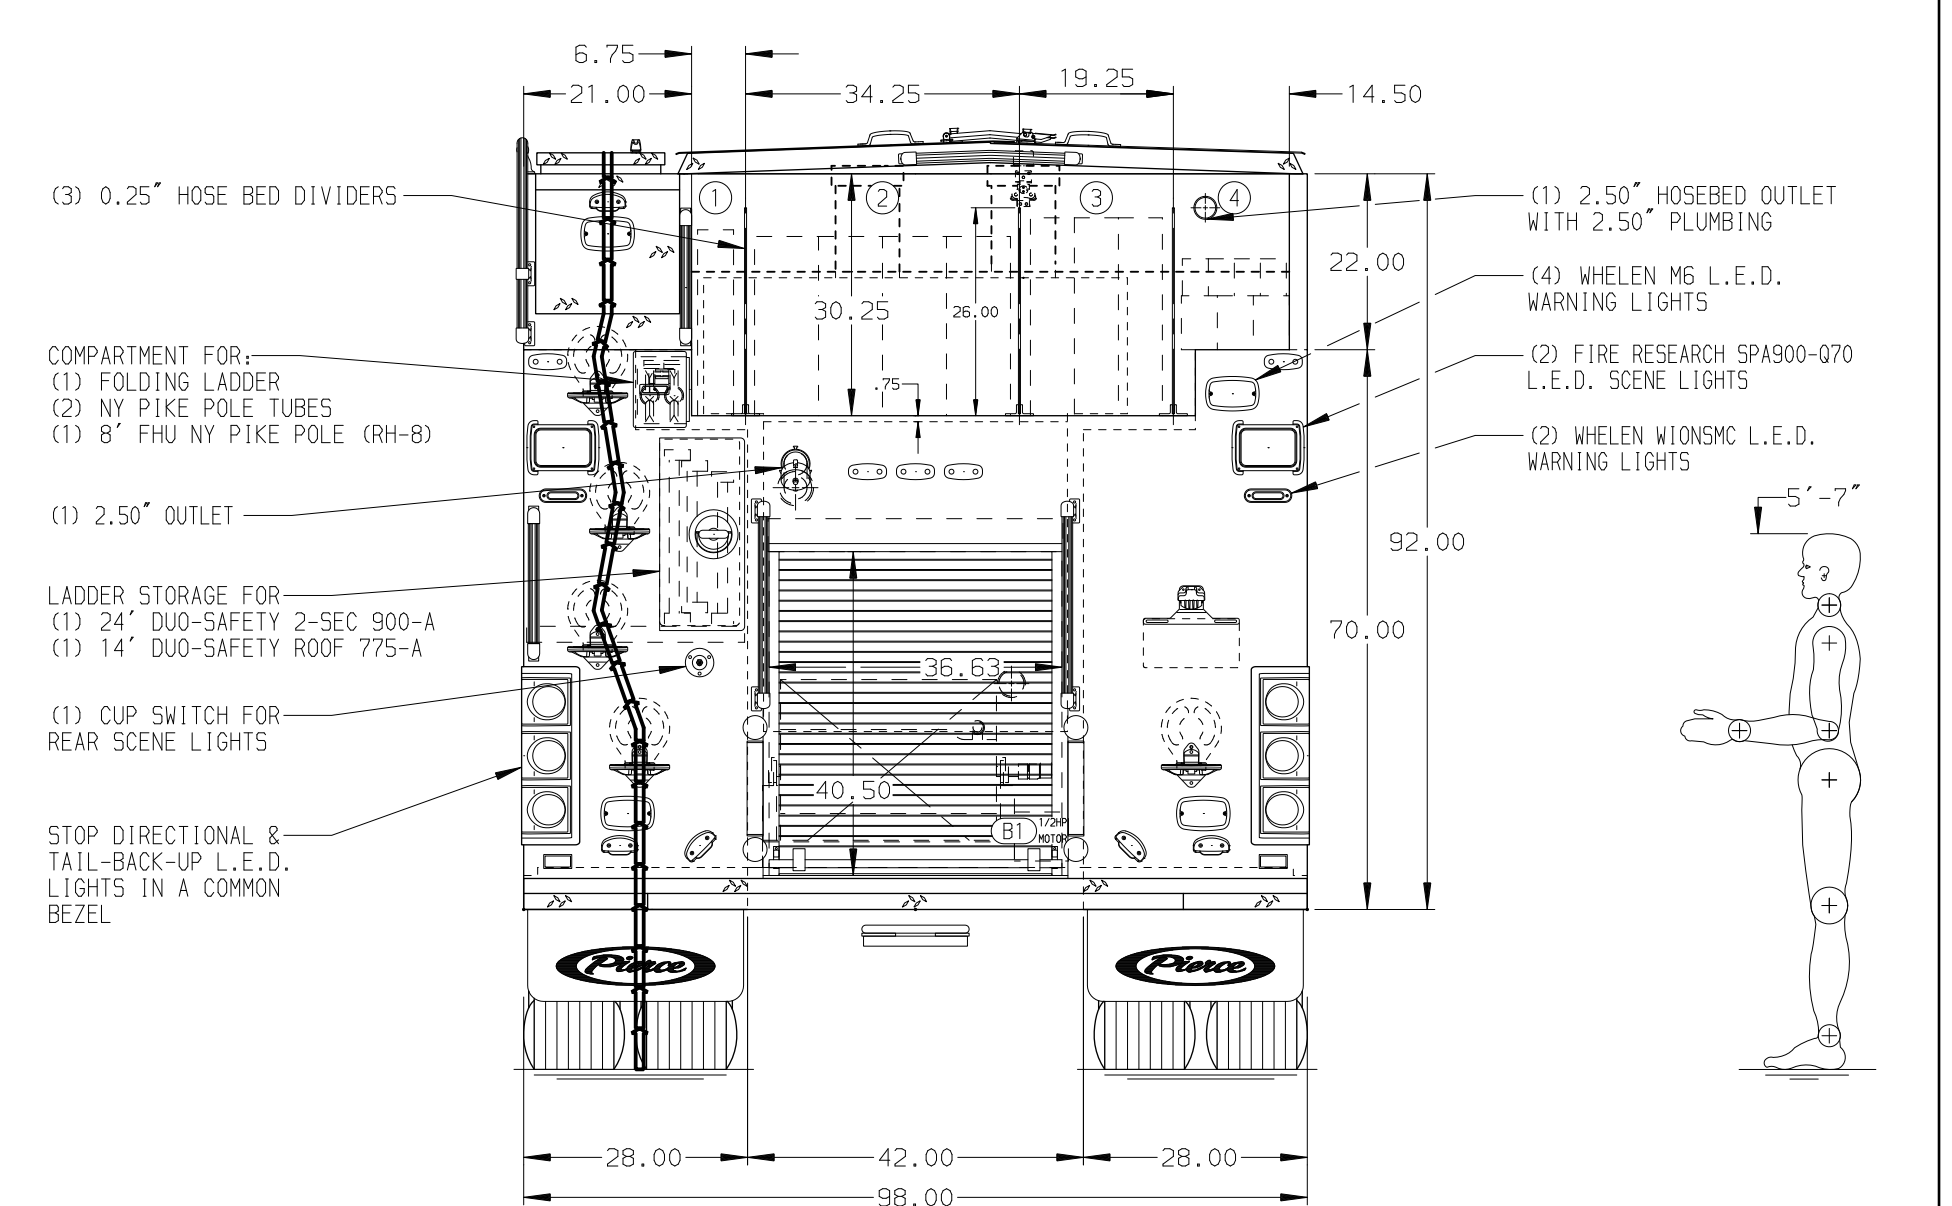 6.75
19.25
21.00
34.25
14.50
(3) 0.25" HOSE BED DIVIDERS
1
2
3
4
(1) 2.50" HOSEBED OUTLET
WITH 2.50" PLUMBING
22.00
(4) WHELEN M6 L.E.D.
WARNING LIGHTS
30.25
26.00
COMPARTMENT FOR:
(1) FOLDING LADDER
(2) NY PIKE POLE TUBES
(1) 8' FHU NY PIKE POLE (RH-8)
.75
(2) FIRE RESEARCH SPA900-Q70
L.E.D. SCENE LIGHTS
(2) WHELEN WIONSMC L.E.D.
WARNING LIGHTS
5'-7"
(1) 2.50" OUTLET
92.00
LADDER STORAGE FOR
(1) 24' DUO-SAFETY 2-SEC 900-A
(1) 14' DUO-SAFETY ROOF 775-A
70.00
36.63
(1) CUP SWITCH FOR
REAR SCENE LIGHTS
40.50
B1
1/2HP
MOTOR
STOP DIRECTIONAL &
TAIL-BACK-UP L.E.D.
LIGHTS IN A COMMON
BEZEL
Pierce
Pierce
28.00
42.00
28.00
98.00